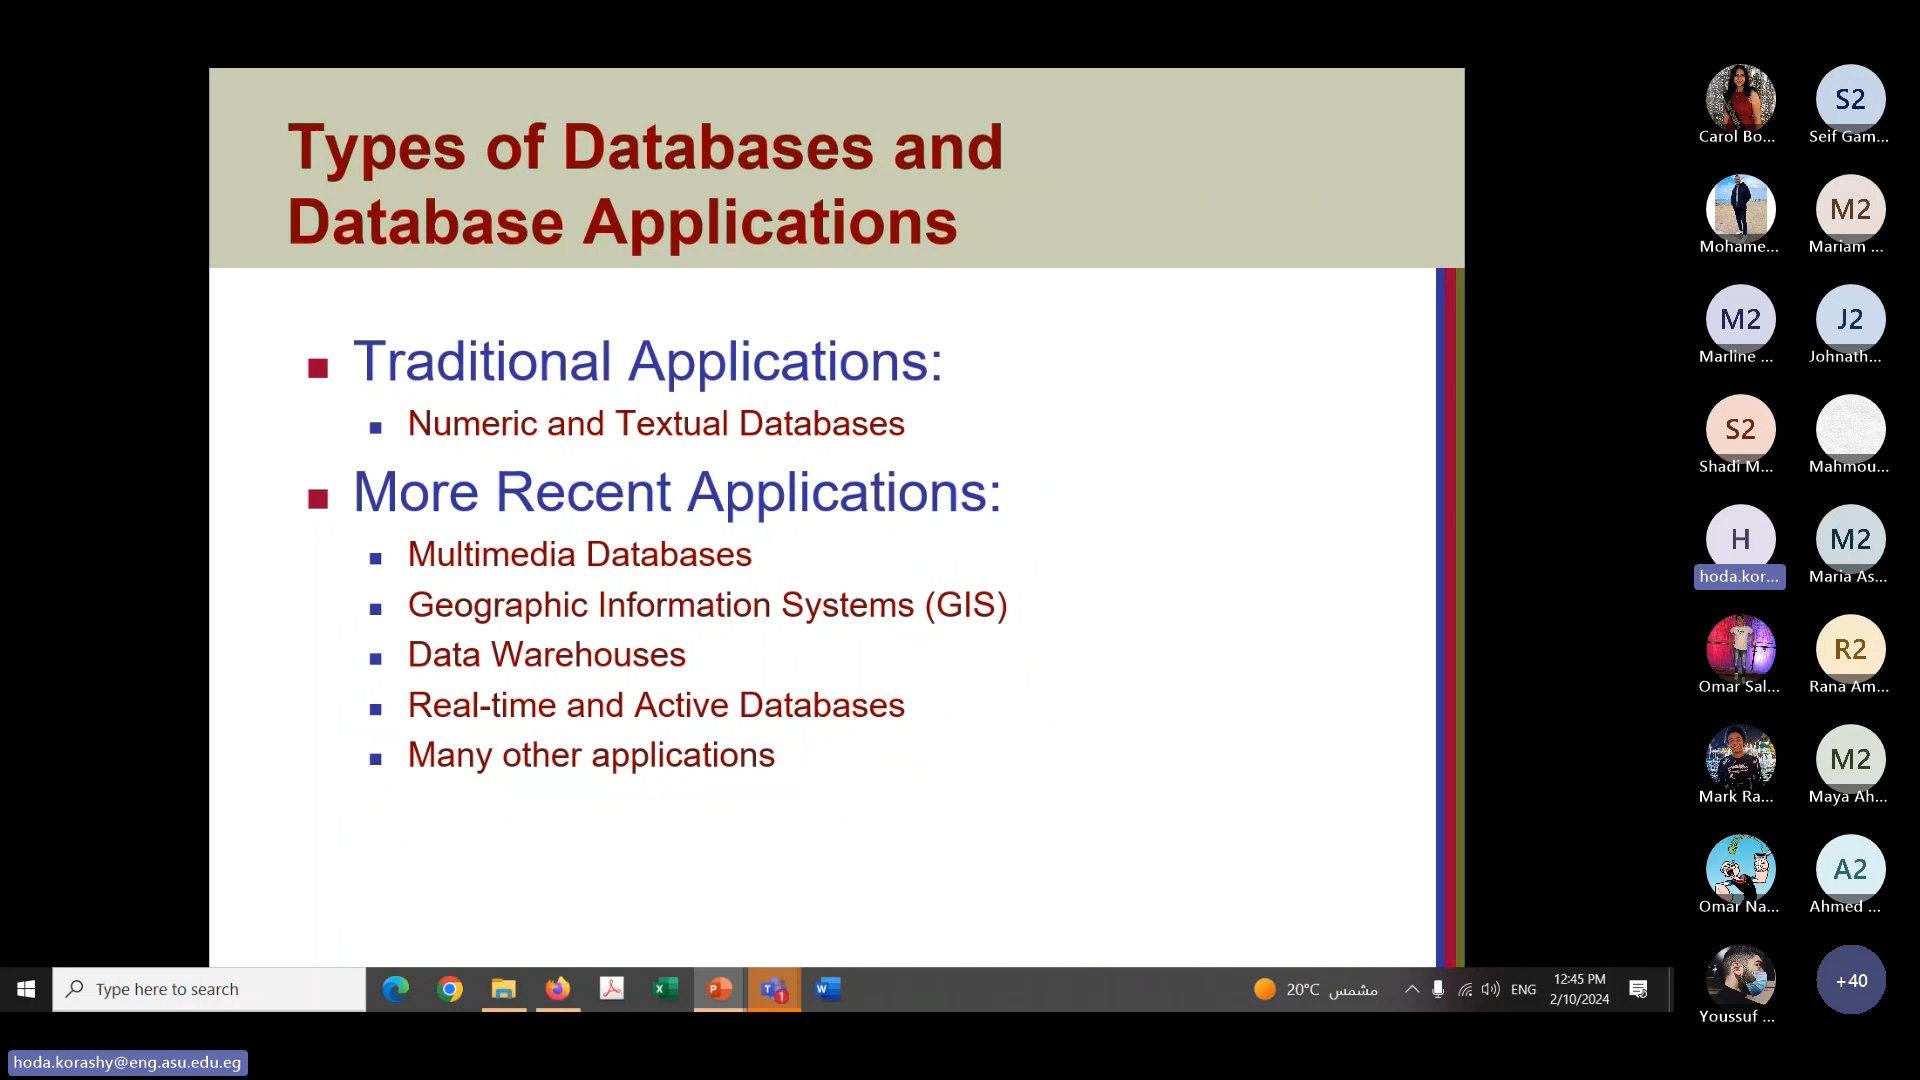 Types of Databases and
Database Applications
Traditional Applications:
Numeric and Textual Databases
More Recent Applications:
Multimedia Databases
Geographic Information Systems (GIS)
Data Warehouses
Real-time and Active Databases
Many other applications
S2
Carol Bo...
Seif Gam...
M2
Mohame...
Mariam ...
M2
J2
Marline ...
Johnath...
S2
Shadi M...
Mahmou...
H
M2
hoda.kor...
Maria As...
R2
Omar Sal...
Rana Am...
M2
Mark Ra...
Maya Ah...
A2
Omar Na...
Ahmed ...
+40
Youssuf ...
Type here to search
1
20°C مشمس
ENG
12:45 PM
2/10/2024
hoda.korashy@eng.asu.edu.eg